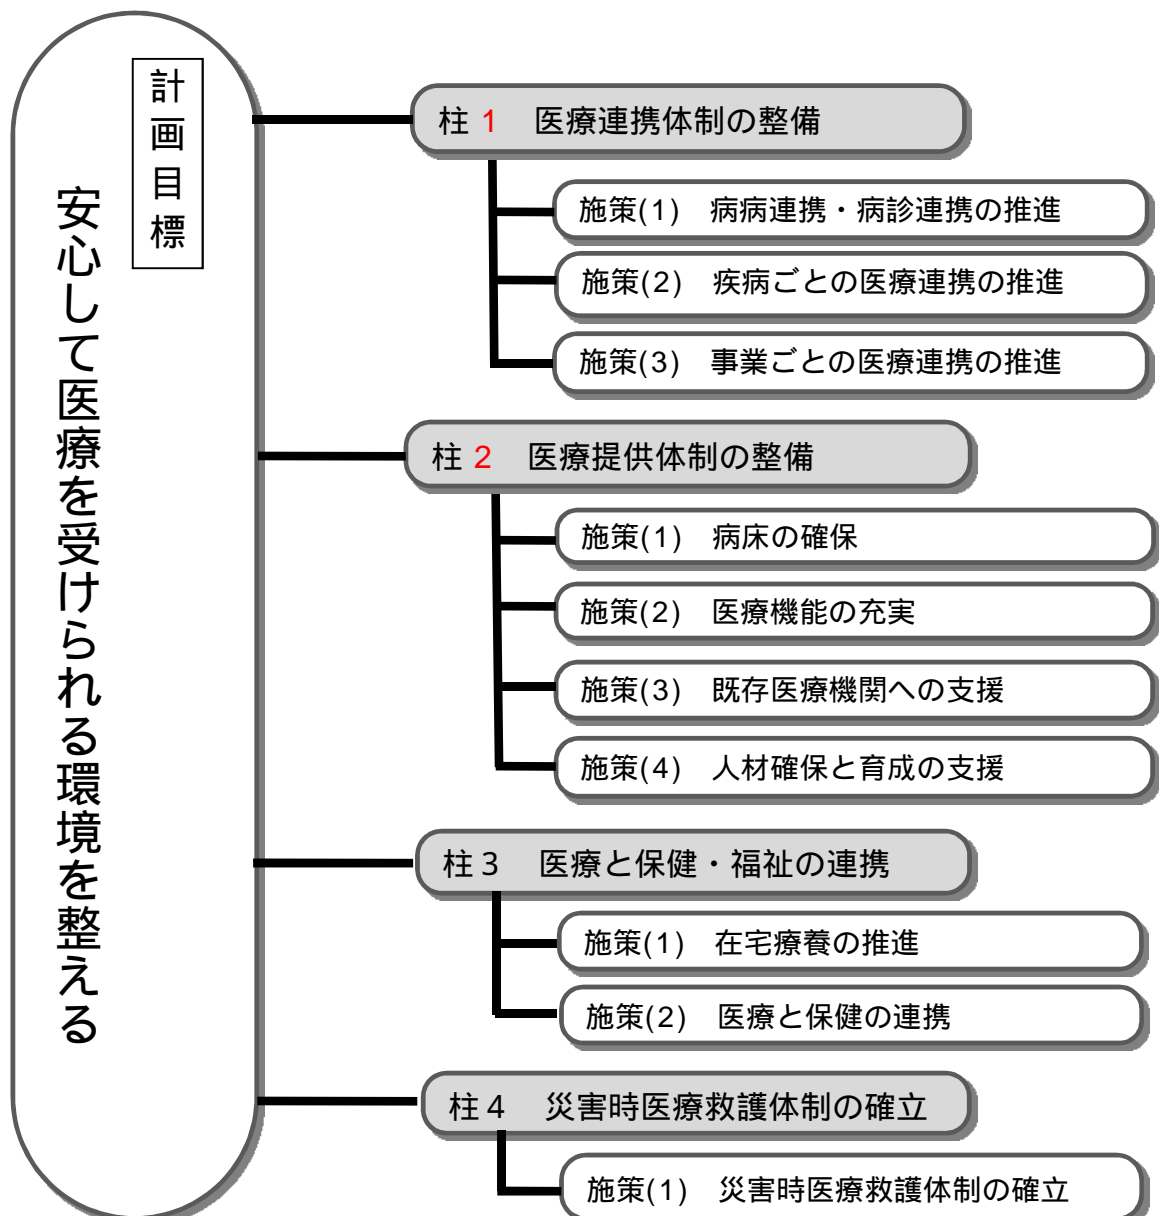 計画目標
安心して医療を受けられる環境を整える
柱 1　医療連携体制の整備
施策(1)　病病連携・病診連携の推進
施策(2)　疾病ごとの医療連携の推進
施策(3)　事業ごとの医療連携の推進
柱 2　医療提供体制の整備
施策(1)　病床の確保
施策(2)　医療機能の充実
施策(3)　既存医療機関への支援
施策(4)　人材確保と育成の支援
柱３　医療と保健・福祉の連携
施策(1)　在宅療養の推進
施策(2)　医療と保健の連携
柱４　災害時医療救護体制の確立
施策(1)　災害時医療救護体制の確立